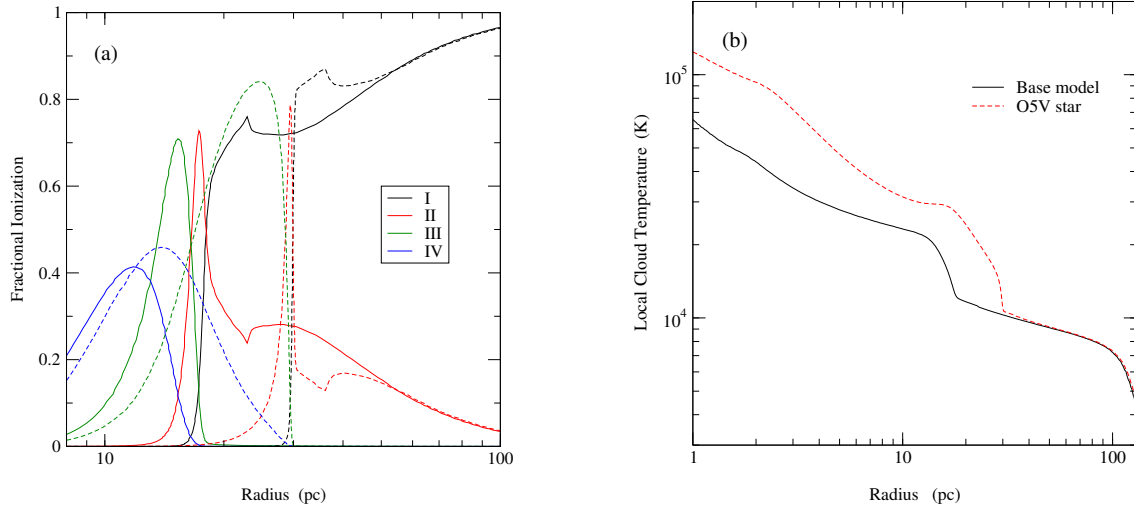 (a)
Fractional Ionization
1
0.8
0.6
0.4
0.2
0
10
100
Radius (pc)
I
II
III
IV
(b)
Local Cloud Temperature (K)
10^5
10^4
1
10
100
Radius (pc)
Base model
O5V star